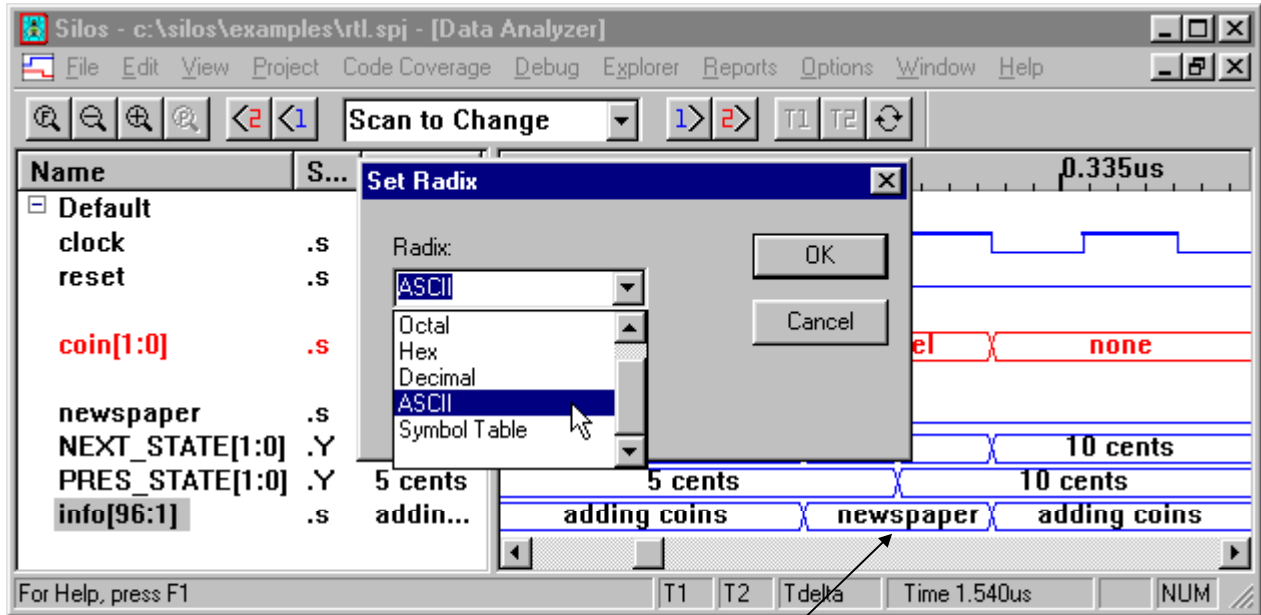 Silos - c:\silos\examples\rtl.spj - [Data Analyzer]
File Edit View Project Code Coverage Debug Explorer Reports Options Window Help
F P <2 <1 Scan to Change 1> 2> T1 T2
Name S... 0.335us
Set Radix
Default
clock .s
Radix:
OK
reset .s
ASCII
Cancel
Octal
Hex
Decimal
ASCII
Symbol Table
coin[1:0] .s el none
newspaper .s
NEXT_STATE[1:0] .Y 10 cents
PRES_STATE[1:0] .Y 5 cents 5 cents 10 cents
info[96:1] .s addin... adding coins newspaper adding coins
For Help, press F1 T1 T2 Tdelta Time 1.540us NUM